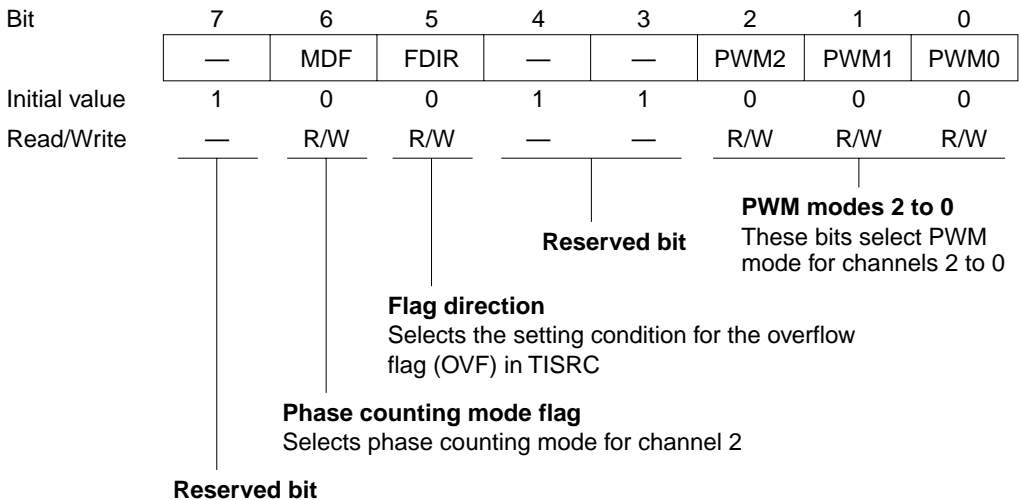 Bit 7 6 5 4 3 2 1 0
— MDF FDIR — — PWM2 PWM1 PWM0
Initial value 1 0 0 1 1 0 0 0
Read/Write — R/W R/W — — R/W R/W R/W
PWM modes 2 to 0
These bits select PWM
mode for channels 2 to 0
Reserved bit
Flag direction
Selects the setting condition for the overflow
flag (OVF) in TISRC
Phase counting mode flag
Selects phase counting mode for channel 2
Reserved bit